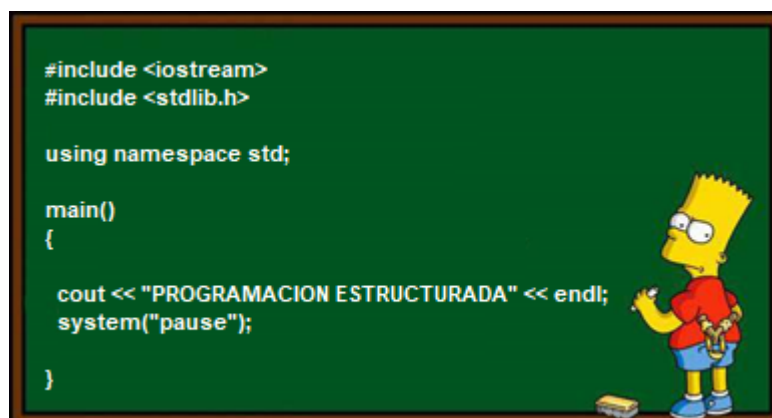 #include <iostream>
#include <stdlib.h>
using namespace std;
main()
{
cout << "PROGRAMACION ESTRUCTURADA" << endl;
system("pause");
}